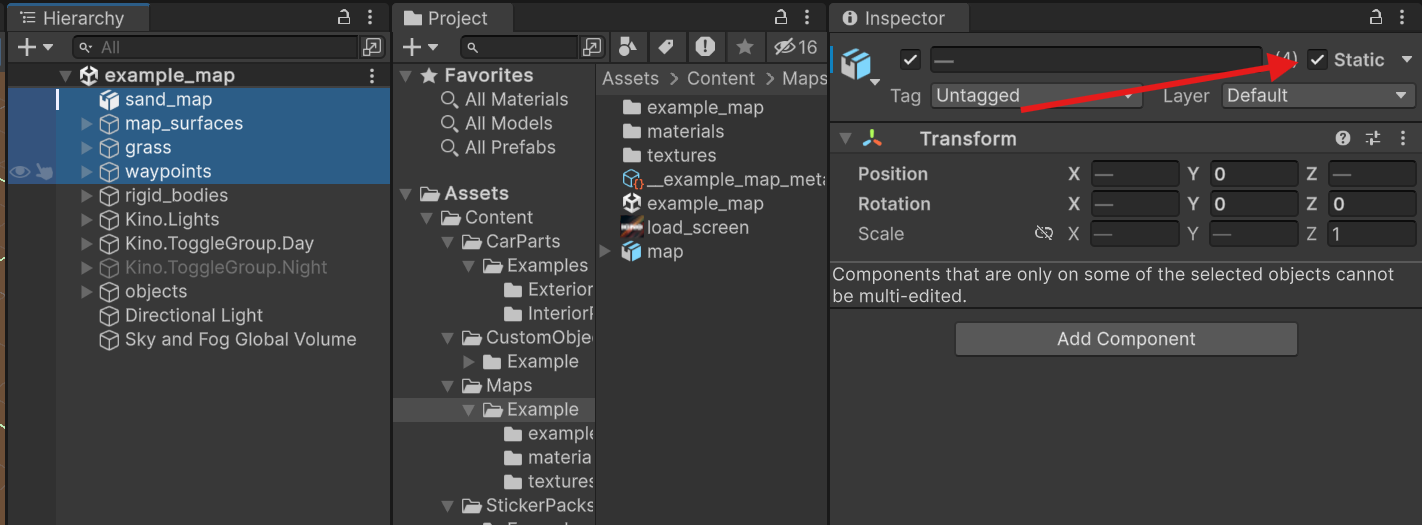 Hierarchy
All
example_map
sand_map
map_surfaces
grass
waypoints
rigid_bodies
Kino.Lights
Kino.ToggleGroup.Day
Kino.ToggleGroup.Night
objects
Directional Light
Sky and Fog Global Volume
Project
16
Favorites
All Materials
All Models
All Prefabs
Assets
Content
CarParts
Examples
Exterior
InteriorP
CustomObje
Example
Maps
Example
example
materia
textures
StickerPacks
Assets > Content > Maps
example_map
materials
textures
__example_map_meta
example_map
load_screen
map
Inspector
— (4) Static
Tag Untagged Layer Default
Transform
Position X — Y 0 Z —
Rotation X — Y 0 Z 0
Scale X — Y — Z 1
Components that are only on some of the selected objects cannot
be multi-edited.
Add Component